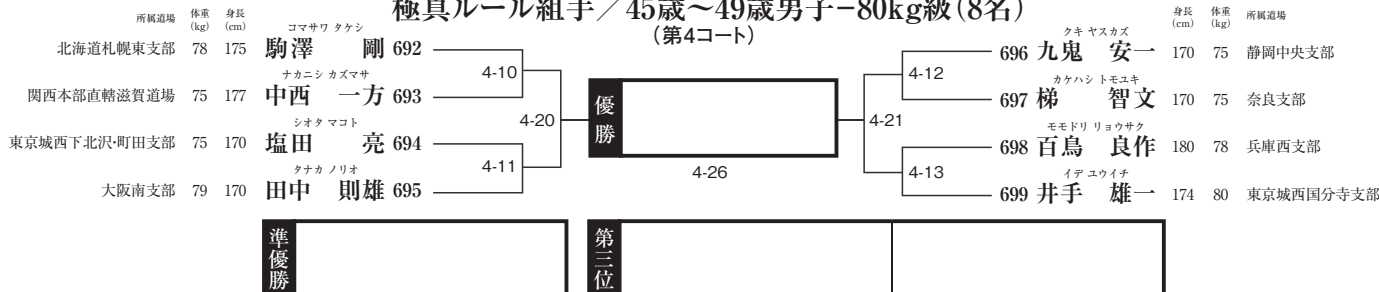 極真ルール組手／45歳～49歳男子−80kg級（8名）
（第4コート）
所属道場 体重(kg) 身長(cm)
コマザワ タケシ
北海道札幌東支部 78 175 駒澤 剛 692
4-10
ナカニシ カズマサ
関西本部直轄滋賀道場 75 177 中西 一方 693
4-20
シオタ マコト
東京城西下北沢・町田支部 75 170 塩田 亮 694
4-11
タナカ ノリオ
大阪南支部 79 170 田中 則雄 695
優勝
4-26
身長(cm) 体重(kg) 所属道場
クキ ヤスカズ
696 九鬼 安一 170 75 静岡中央支部
4-12
カケハシ トモユキ
697 梯 智文 170 75 奈良支部
4-21
モモドリ リョウサク
698 百鳥 良作 180 78 兵庫西支部
4-13
イデ ユウイチ
699 井手 雄一 174 80 東京城西国分寺支部
準優勝
第三位